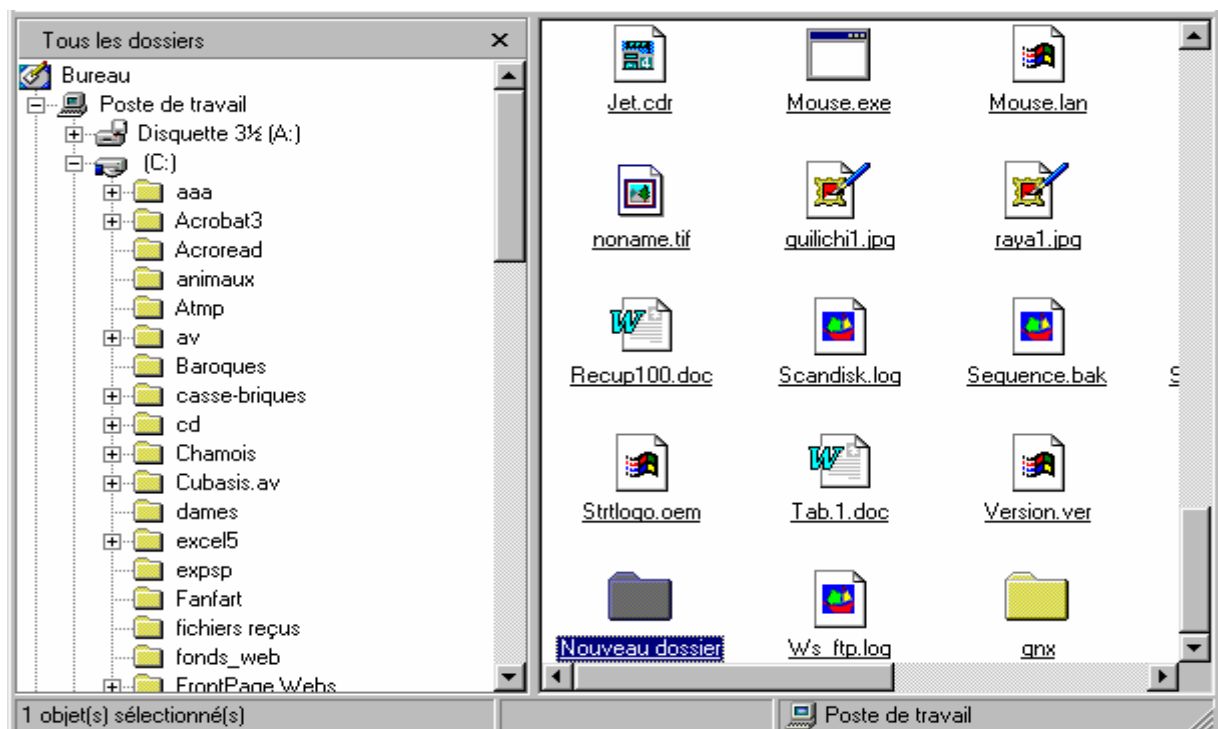 Tous les dossiers
Bureau
Poste de travail
Disquette 3½ (A:)
(C:)
aaa
Acrobat3
Acroread
animaux
Atmp
av
Baroques
casse-briques
cd
Chamois
Cubasis.av
dames
excel5
expsp
Fanfart
fichiers reçus
fonds_web
FrontPage Webs
Jet.cdr Mouse.exe Mouse.lan
noname.tif quilichi1.jpg raya1.jpg
Recup100.doc Scandisk.log Sequence.bak S
Strtlogo.oem Tab.1.doc Version.ver
Nouveau dossier Ws_ftp.log gnx
1 objet(s) sélectionné(s) Poste de travail